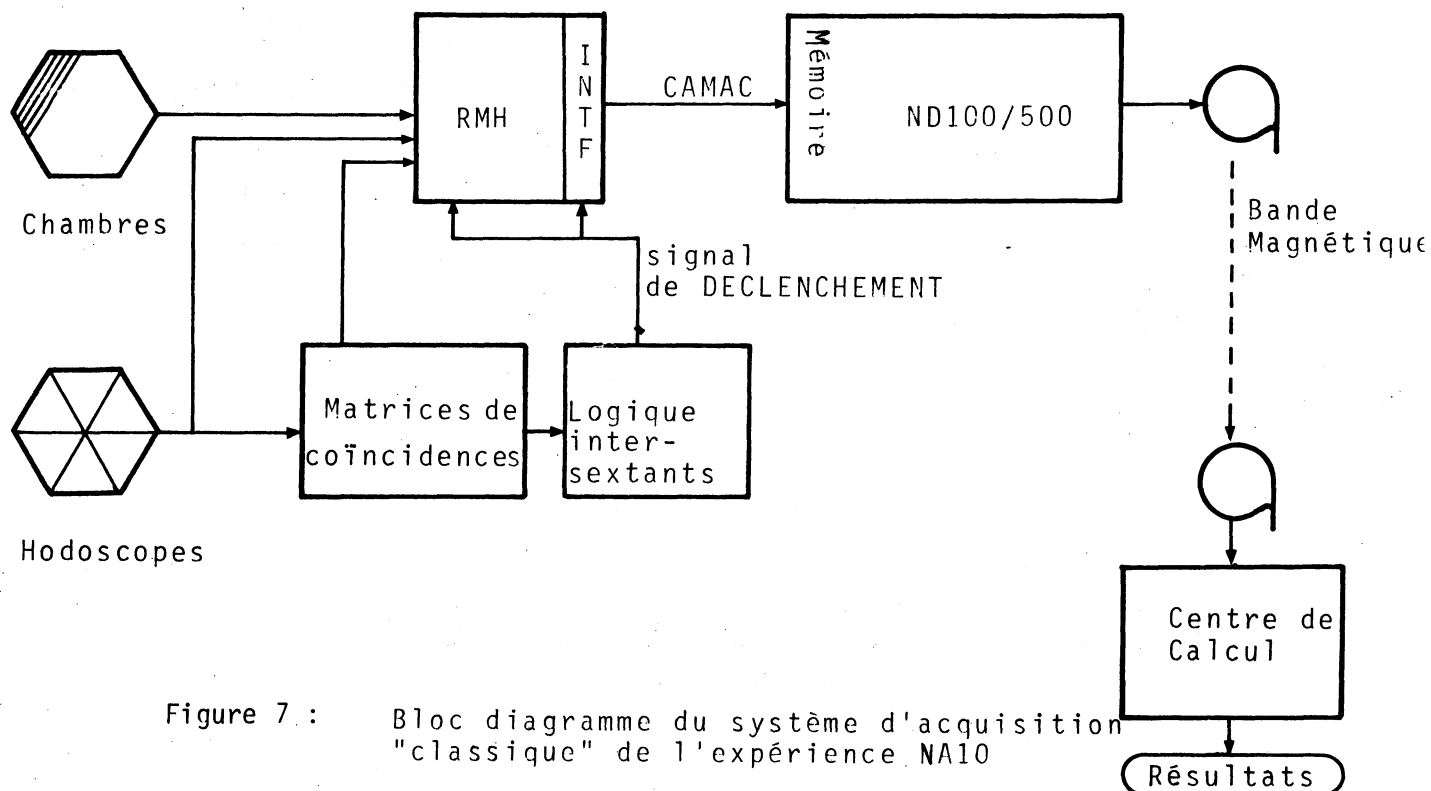 Chambres
RMH
INTF
CAMAC
Mémoire
ND100/500
Bande
Magnétique
signal
de DECLENCHEMENT
Hodoscopes
Matrices de
coïncidences
Logique
inter-
sextants
Centre de
Calcul
Résultats
Figure 7 : Bloc diagramme du système d'acquisition
"classique" de l'expérience NA10